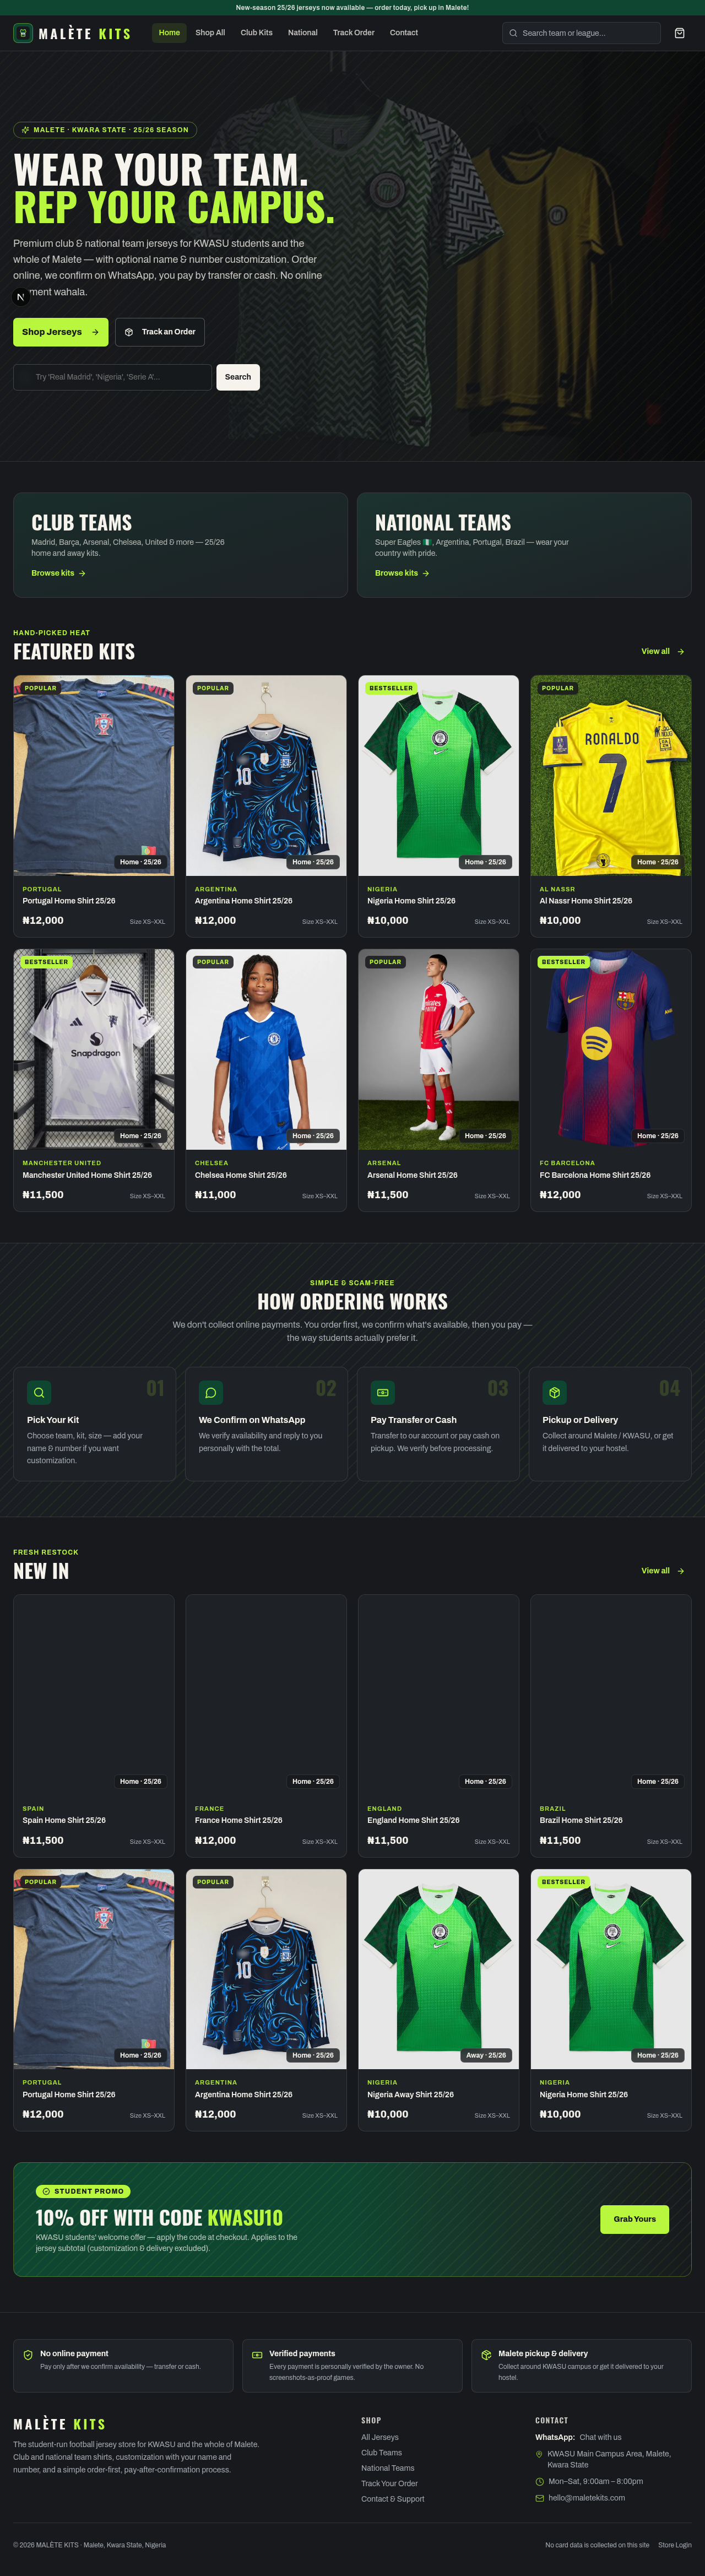 New-season 25/26 jerseys now available — order today, pick up in Malete!
MALÈTE KITS
Home
Shop All
Club Kits
National
Track Order
Contact
Search team or league...
MALETE · KWARA STATE · 25/26 SEASON
WEAR YOUR TEAM.
REP YOUR CAMPUS.
Premium club & national team jerseys for KWASU students and the
whole of Malete — with optional name & number customization. Order
online, we confirm on WhatsApp, you pay by transfer or cash. No online
ment wahala.
N
Shop Jerseys
Track an Order
Try 'Real Madrid', 'Nigeria', 'Serie A'...
Search
CLUB TEAMS
Madrid, Barça, Arsenal, Chelsea, United & more — 25/26
home and away kits.
Browse kits
NATIONAL TEAMS
Super Eagles 🇳🇬, Argentina, Portugal, Brazil — wear your
country with pride.
Browse kits
HAND-PICKED HEAT
FEATURED KITS
View all
POPULAR
Home · 25/26
PORTUGAL
Portugal Home Shirt 25/26
₦12,000
Size XS–XXL
POPULAR
10
Home · 25/26
ARGENTINA
Argentina Home Shirt 25/26
₦12,000
Size XS–XXL
BESTSELLER
Home · 25/26
NIGERIA
Nigeria Home Shirt 25/26
₦10,000
Size XS–XXL
POPULAR
RONALDO
7
Home · 25/26
AL NASSR
Al Nassr Home Shirt 25/26
₦10,000
Size XS–XXL
BESTSELLER
Snapdragon
Home · 25/26
MANCHESTER UNITED
Manchester United Home Shirt 25/26
₦11,500
Size XS–XXL
POPULAR
Home · 25/26
CHELSEA
Chelsea Home Shirt 25/26
₦11,000
Size XS–XXL
POPULAR
Home · 25/26
ARSENAL
Arsenal Home Shirt 25/26
₦11,500
Size XS–XXL
BESTSELLER
Home · 25/26
FC BARCELONA
FC Barcelona Home Shirt 25/26
₦12,000
Size XS–XXL
SIMPLE & SCAM-FREE
HOW ORDERING WORKS
We don't collect online payments. You order first, we confirm what's available, then you pay —
the way students actually prefer it.
01
Pick Your Kit
Choose team, kit, size — add your
name & number if you want
customization.
02
We Confirm on WhatsApp
We verify availability and reply to you
personally with the total.
03
Pay Transfer or Cash
Transfer to our account or pay cash on
pickup. We verify before processing.
04
Pickup or Delivery
Collect around Malete / KWASU, or get
it delivered to your hostel.
FRESH RESTOCK
NEW IN
View all
Home · 25/26
SPAIN
Spain Home Shirt 25/26
₦11,500
Size XS–XXL
Home · 25/26
FRANCE
France Home Shirt 25/26
₦12,000
Size XS–XXL
Home · 25/26
ENGLAND
England Home Shirt 25/26
₦11,500
Size XS–XXL
Home · 25/26
BRAZIL
Brazil Home Shirt 25/26
₦11,500
Size XS–XXL
POPULAR
Home · 25/26
PORTUGAL
Portugal Home Shirt 25/26
₦12,000
Size XS–XXL
POPULAR
10
Home · 25/26
ARGENTINA
Argentina Home Shirt 25/26
₦12,000
Size XS–XXL
Away · 25/26
NIGERIA
Nigeria Away Shirt 25/26
₦10,000
Size XS–XXL
BESTSELLER
Home · 25/26
NIGERIA
Nigeria Home Shirt 25/26
₦10,000
Size XS–XXL
STUDENT PROMO
10% OFF WITH CODE KWASU10
KWASU students' welcome offer — apply the code at checkout. Applies to the
jersey subtotal (customization & delivery excluded).
Grab Yours
No online payment
Pay only after we confirm availability — transfer or cash.
Verified payments
Every payment is personally verified by the owner. No
screenshots-as-proof games.
Malete pickup & delivery
Collect around KWASU campus or get it delivered to your
hostel.
MALÈTE KITS
The student-run football jersey store for KWASU and the whole of Malete.
Club and national team shirts, customization with your name and
number, and a simple order-first, pay-after-confirmation process.
SHOP
All Jerseys
Club Teams
National Teams
Track Your Order
Contact & Support
CONTACT
WhatsApp: Chat with us
KWASU Main Campus Area, Malete,
Kwara State
Mon–Sat, 9:00am – 8:00pm
hello@maletekits.com
© 2026 MALÈTE KITS · Malete, Kwara State, Nigeria
No card data is collected on this site
Store Login